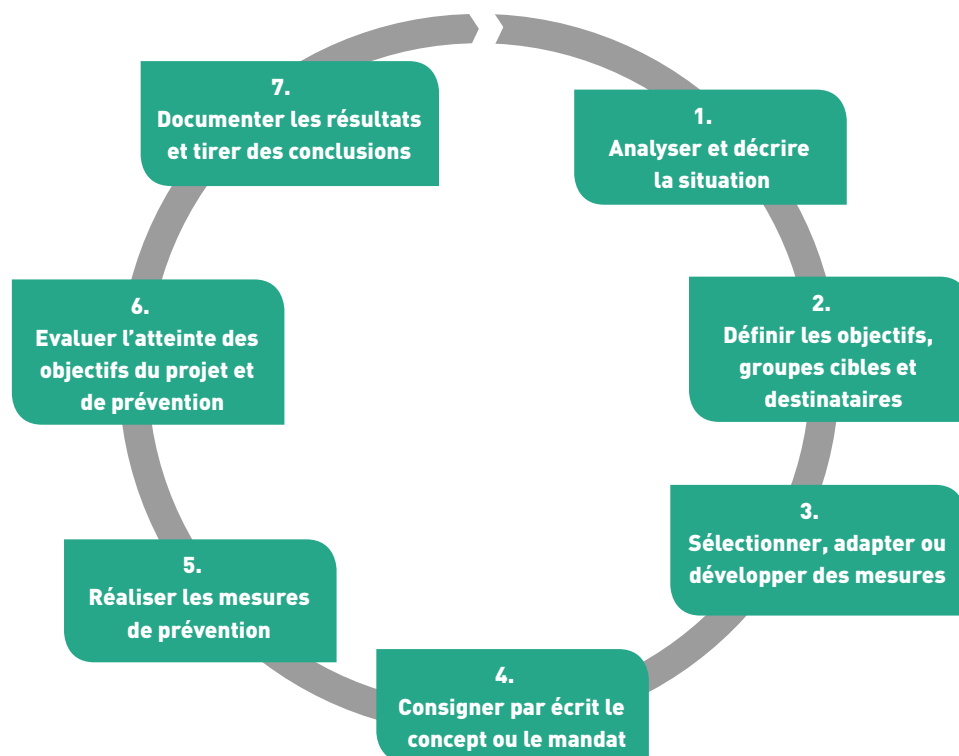 1.
Analyser et décrire
la situation
2.
Définir les objectifs,
groupes cibles et
destinataires
3.
Sélectionner, adapter ou
développer des mesures
4.
Consigner par écrit le
concept ou le mandat
5.
Réaliser les mesures
de prévention
6.
Evaluer l’atteinte des
objectifs du projet et
de prévention
7.
Documenter les résultats
et tirer des conclusions